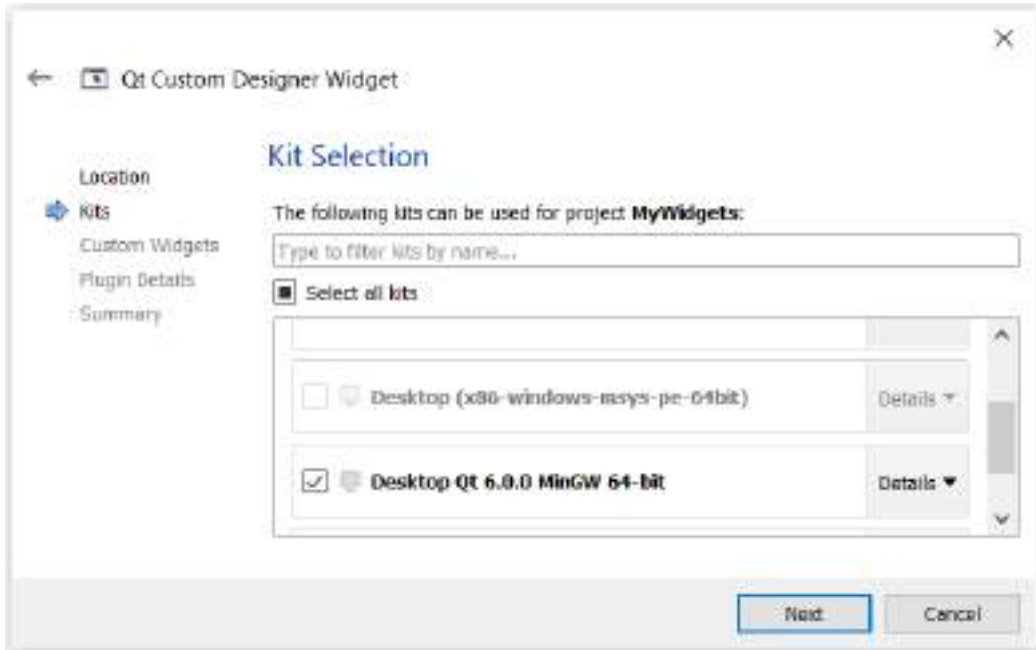 Qt Custom Designer Widget
Location
Kits
Custom Widgets
Plugin Details
Summary
Kit Selection
The following kits can be used for project MyWidgets:
Type to filter kits by name...
Select all kits
Desktop (x86-windows-msys-pe-64bit)
Details
Desktop Qt 6.0.0 MinGW 64-bit
Details
Next
Cancel